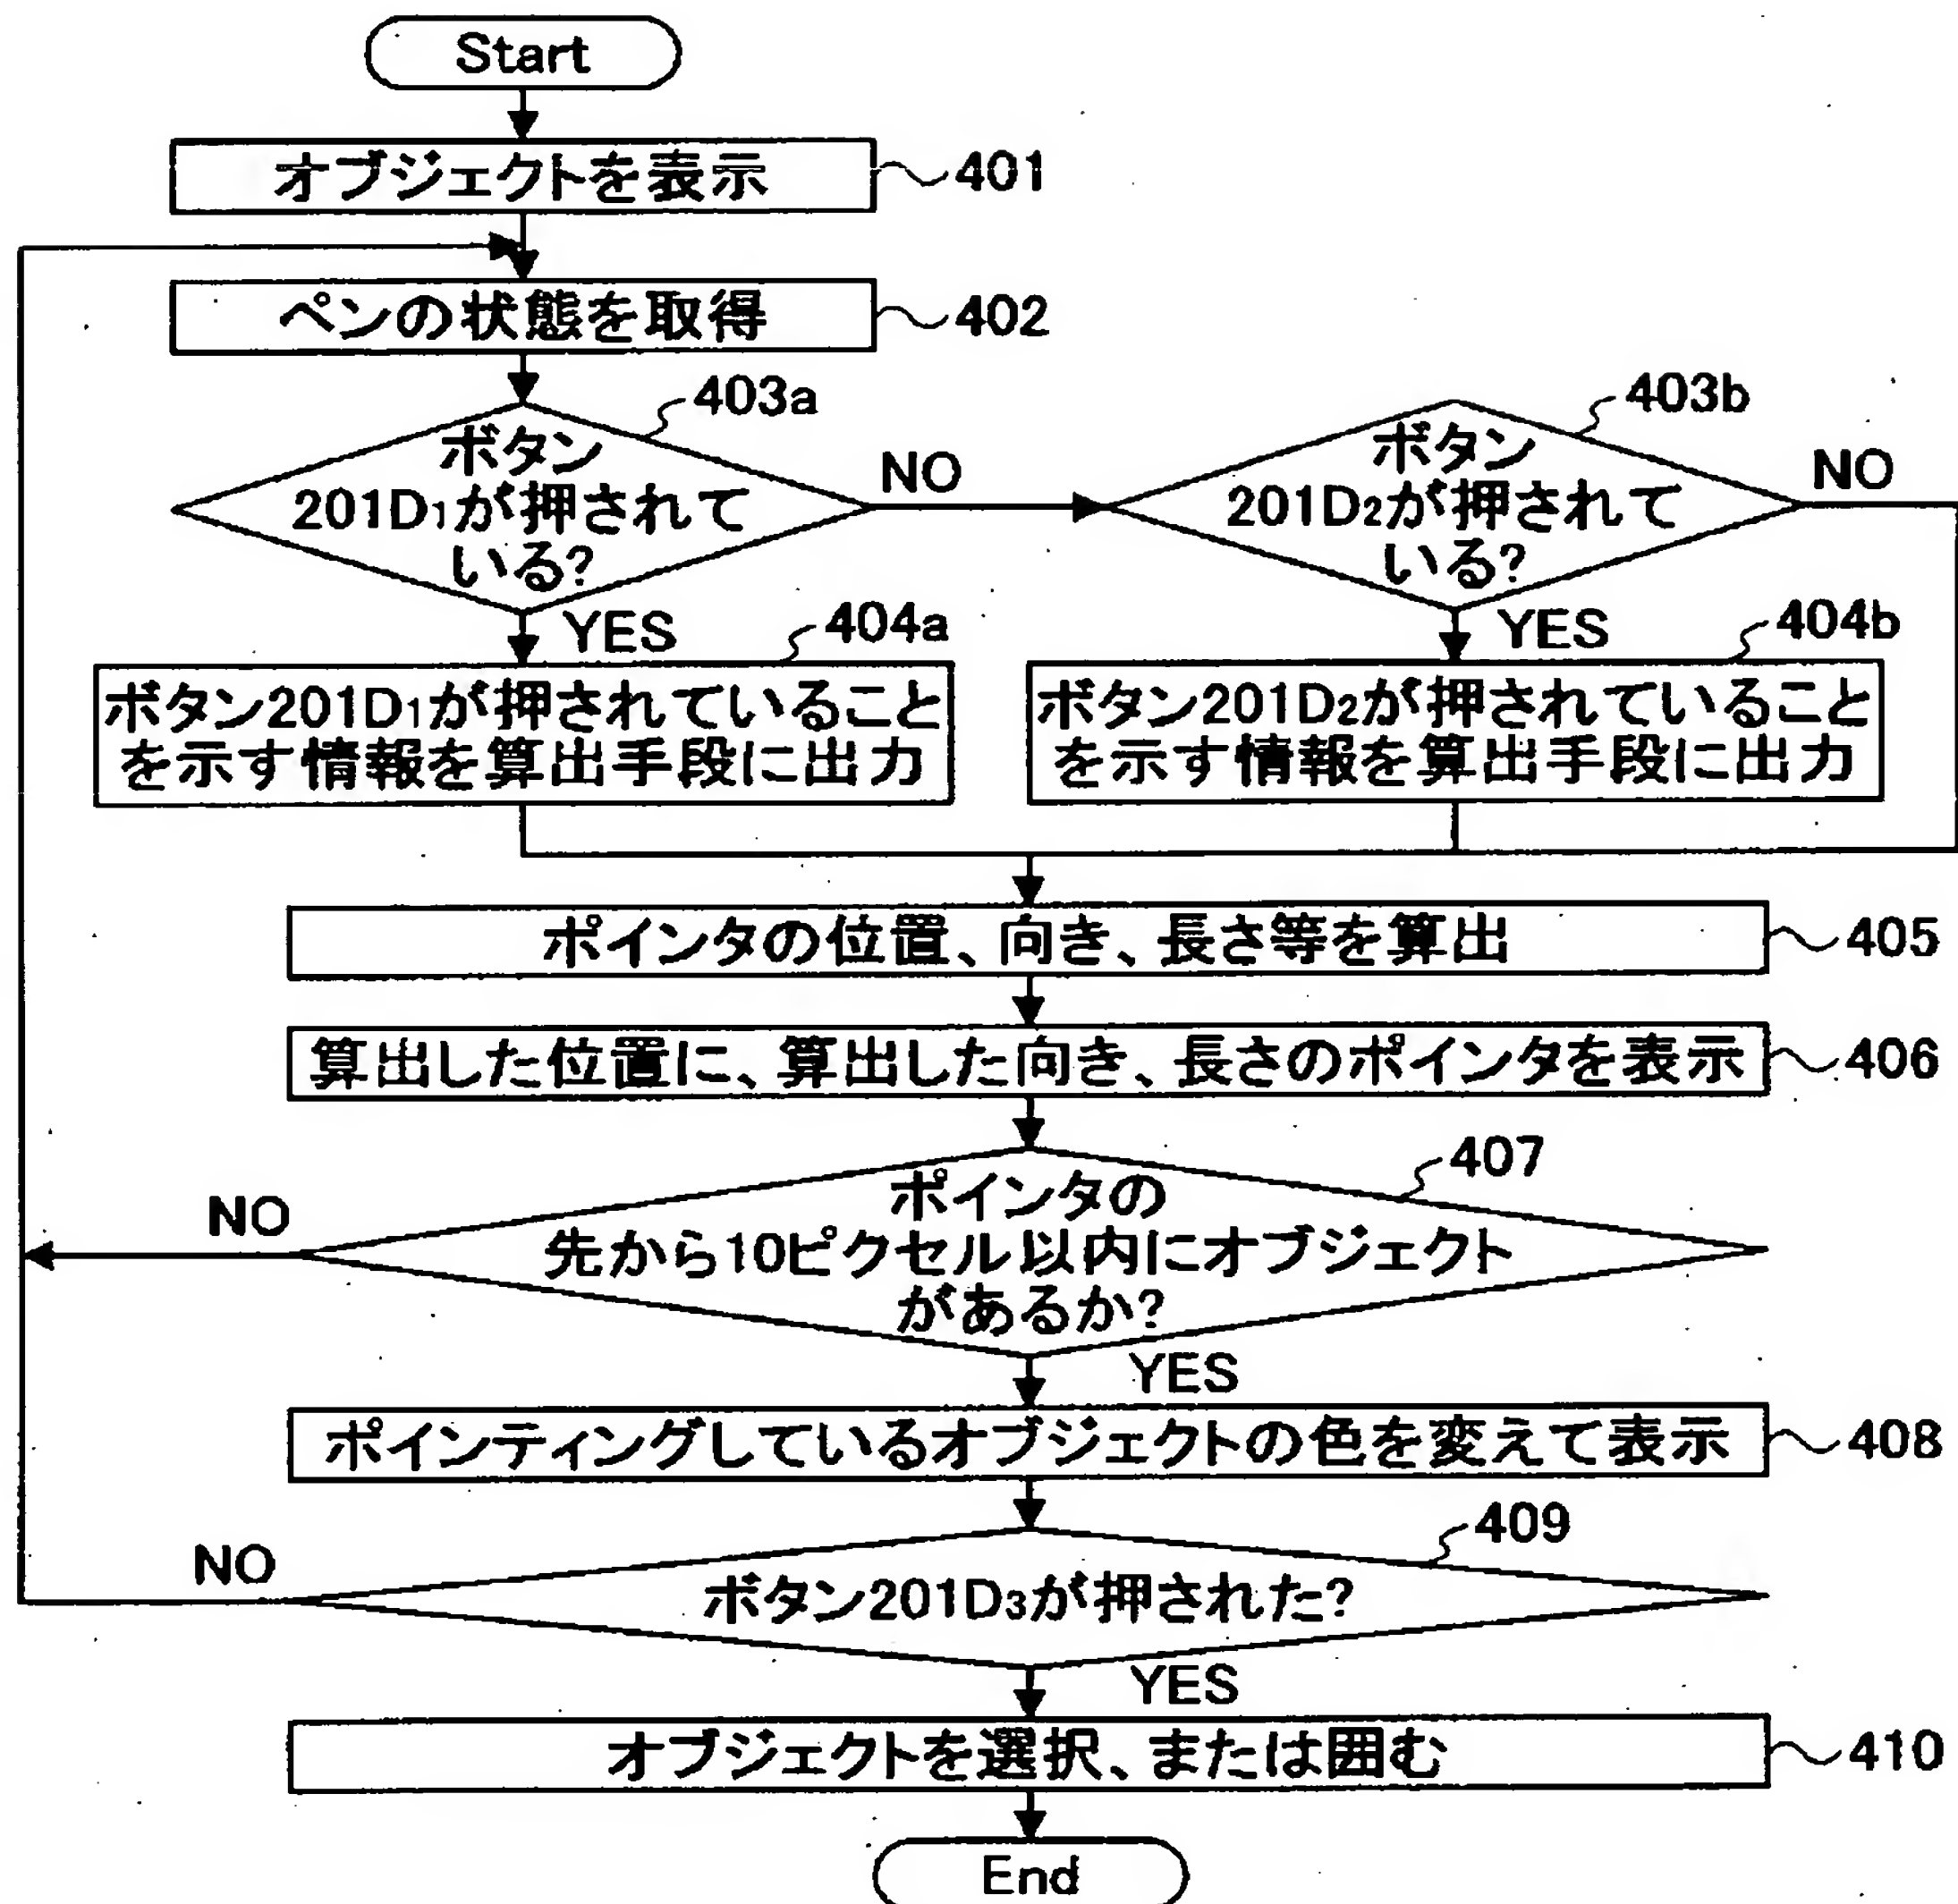 Start
オブジェクトを表示
401
ペンの状態を取得
402
403a
ボタン
201D₁が押されて
いる?
NO
403b
ボタン
201D₂が押されて
いる?
NO
YES
404a
ボタン201D₁が押されていること
を示す情報を算出手段に出力
YES
404b
ボタン201D₂が押されていること
を示す情報を算出手段に出力
ポインタの位置、向き、長さ等を算出
405
算出した位置に、算出した向き、長さのポインタを表示
406
407
ポインタの
先から10ピクセル以内にオブジェクト
があるか?
NO
YES
ポインティングしているオブジェクトの色を変えて表示
408
409
ボタン201D₃が押された?
NO
YES
オブジェクトを選択、または囲む
410
End